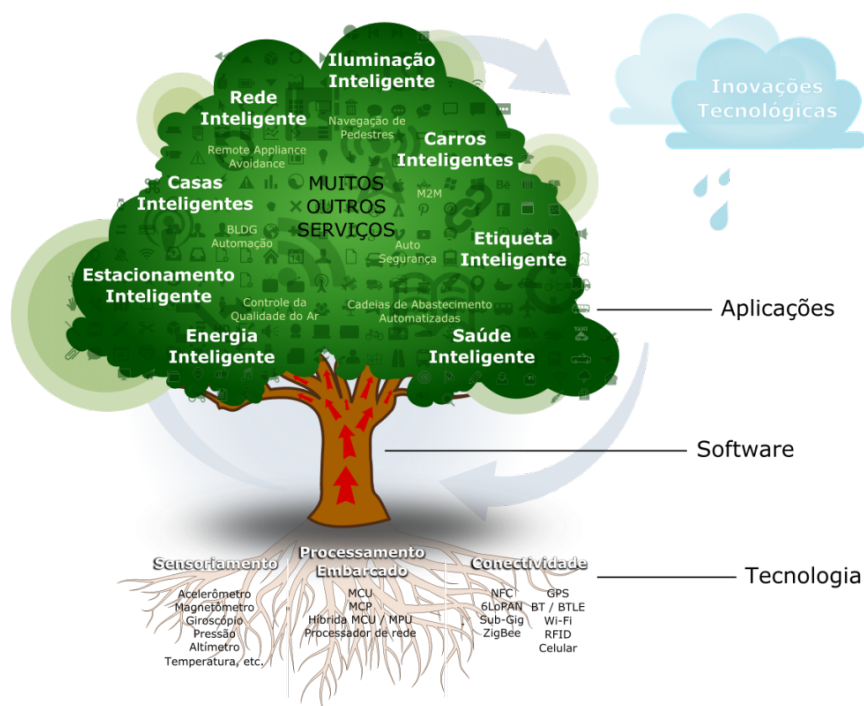 Iluminação
Inteligente
Inovações
Tecnológicas
Rede
Inteligente
Navegação de
Pedestres
Remote Appliance
Avoidance
Carros
Inteligentes
Casas
Inteligentes
MUITOS
OUTROS
SERVIÇOS
M2M
BLDG
Automação
Auto
Segurança
Etiqueta
Inteligente
Estacionamento
Inteligente
Controle da
Qualidade do Ar
Cadeias de Abastecimento
Automatizadas
Aplicações
Energia
Inteligente
Saúde
Inteligente
Software
Sensoriamento
Processamento
Embarcado
Conectividade
Tecnologia
Acelerômetro
Magnetômetro
Giroscópio
Pressão
Altímetro
Temperatura, etc.
MCU
MCP
Híbrida MCU / MPU
Processador de rede
NFC
6LoPAN
Sub-Gig
ZigBee
GPS
BT / BTLE
Wi-Fi
RFID
Celular